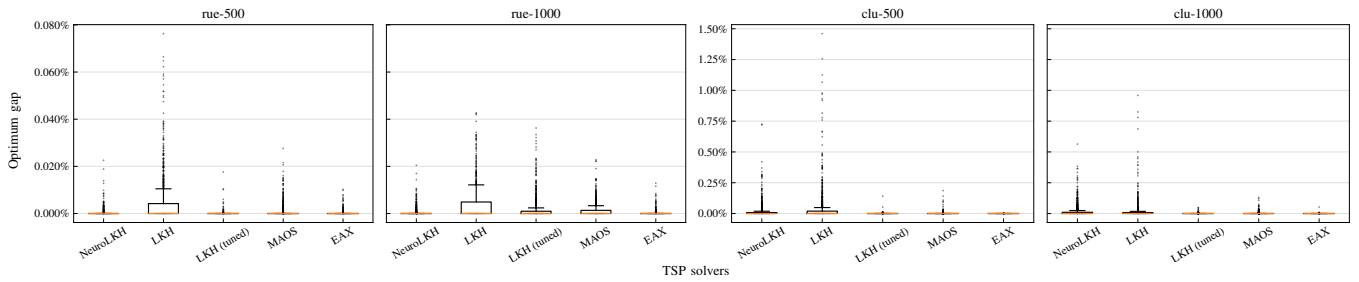 rue-500
rue-1000
clu-500
clu-1000
Optimum gap
0.080%
0.060%
0.040%
0.020%
0.000%
1.50%
1.00%
0.75%
0.50%
0.25%
0.00%
NeuroLKH
LKH
LKH (tuned)
MAOS
EAX
NeuroLKH
LKH
LKH (tuned)
MAOS
EAX
NeuroLKH
LKH
LKH (tuned)
MAOS
EAX
NeuroLKH
LKH
LKH (tuned)
MAOS
EAX
TSP solvers